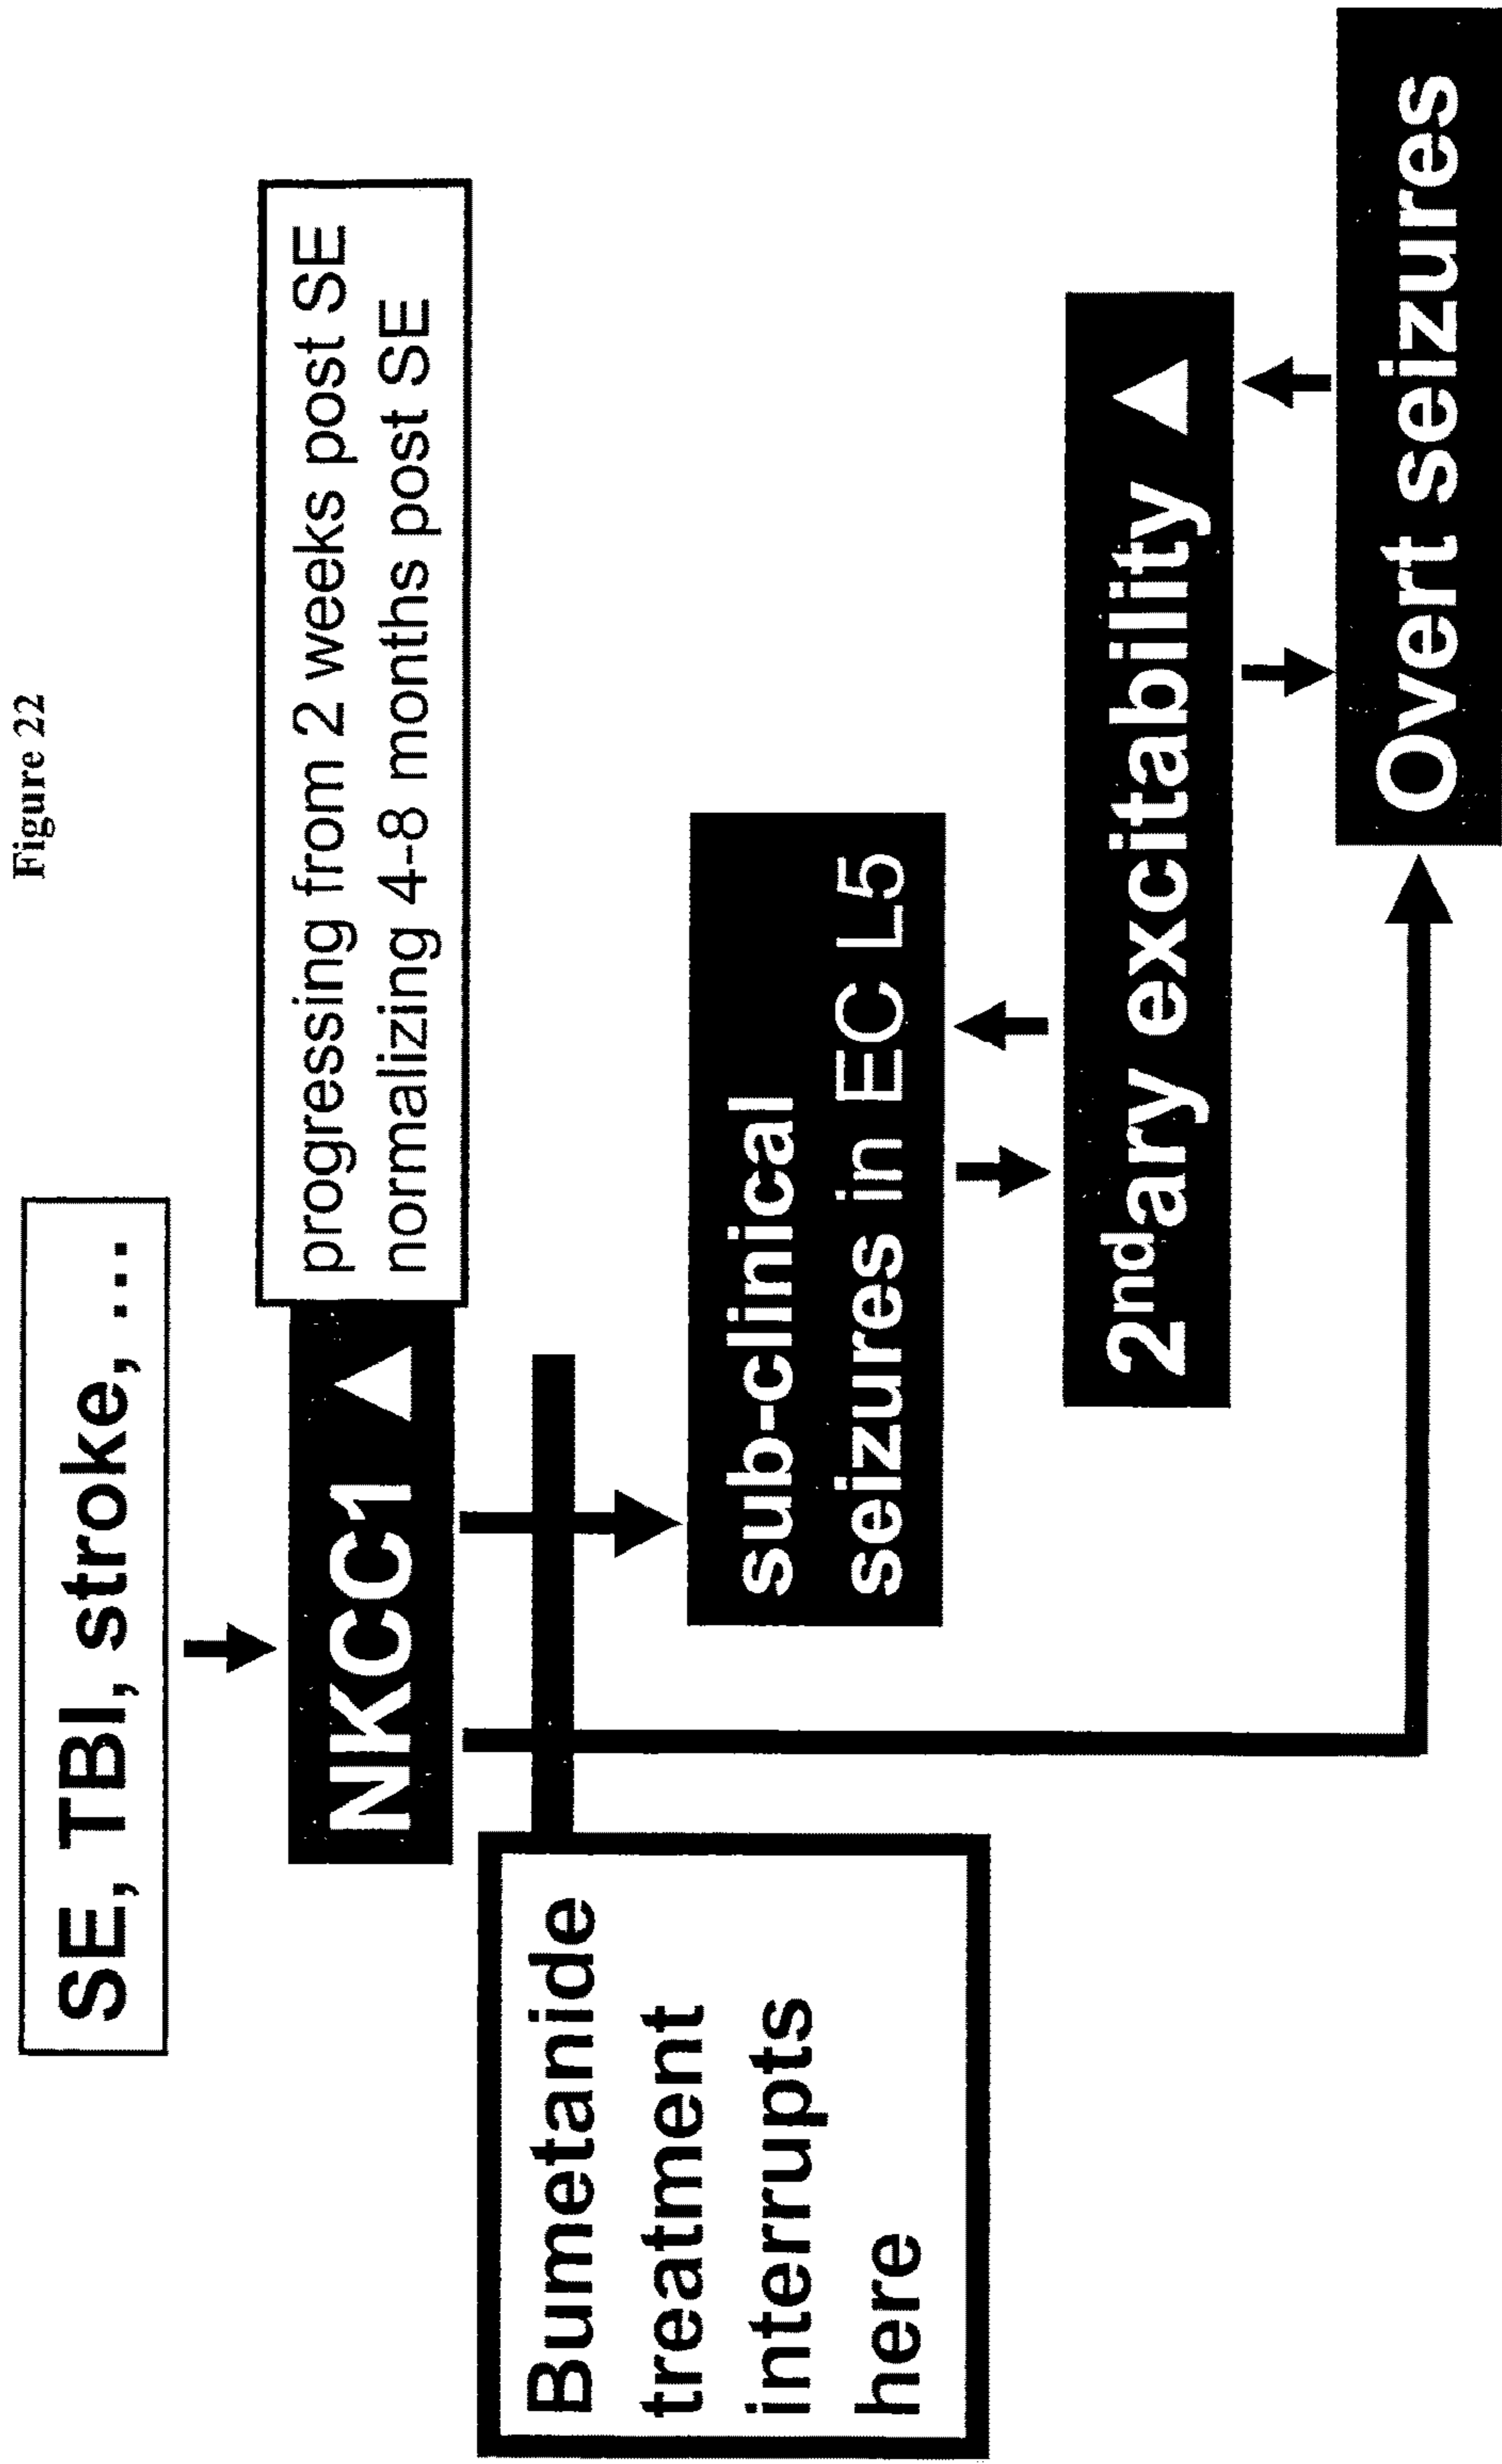 Figure 22
SE, TBI, stroke, ...
NKCC1 ▲
progressing from 2 weeks post SE
normalizing 4-8 months post SE
Bumetanide
treatment
interrupts
here
sub-clinical
seizures in EC L5
2ndary excitability ▲
Overt seizures